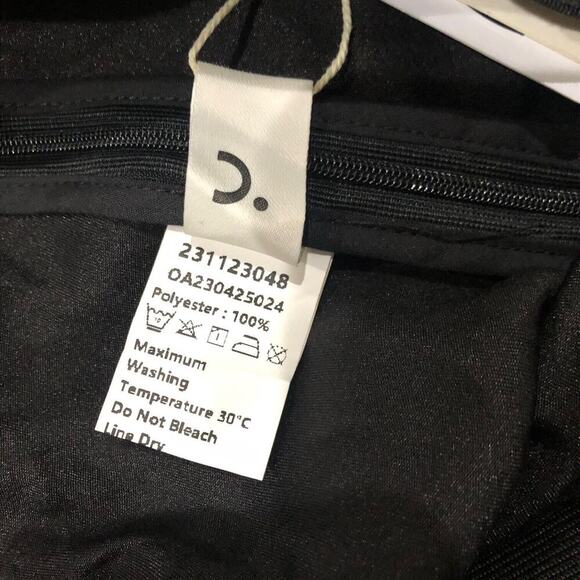 231123048
OA230425024
Polyester : 100%
Maximum
Washing
Temperature 30°C
Do Not Bleach
Line Dry